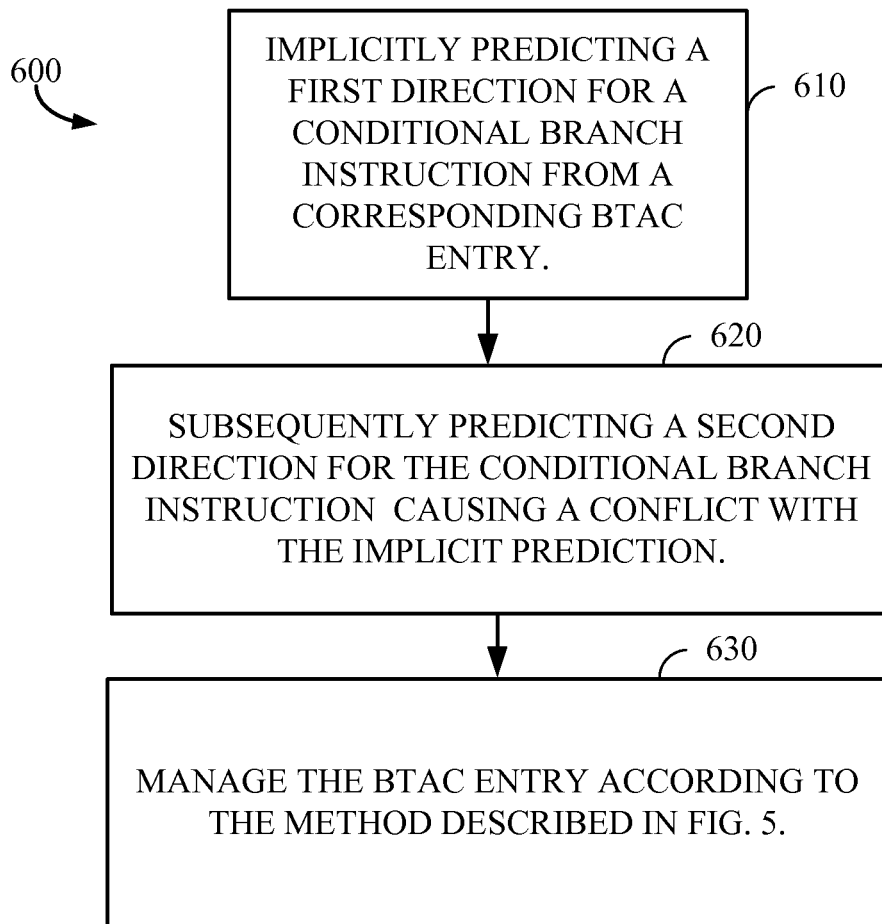 600
IMPLICITLY PREDICTING A
FIRST DIRECTION FOR A
CONDITIONAL BRANCH
INSTRUCTION FROM A
CORRESPONDING BTAC
ENTRY.
610
620
SUBSEQUENTLY PREDICTING A SECOND
DIRECTION FOR THE CONDITIONAL BRANCH
INSTRUCTION CAUSING A CONFLICT WITH
THE IMPLICIT PREDICTION.
630
MANAGE THE BTAC ENTRY ACCORDING TO
THE METHOD DESCRIBED IN FIG. 5.